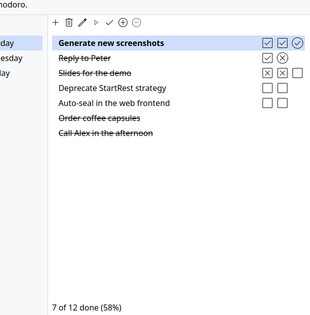 nodoro.
day
esday
lay
Generate new screenshots
Reply to Peter
Slides for the demo
Deprecate StartRest strategy
Auto-seal in the web frontend
Order coffee capsules
Call Alex in the afternoon
7 of 12 done (58%)